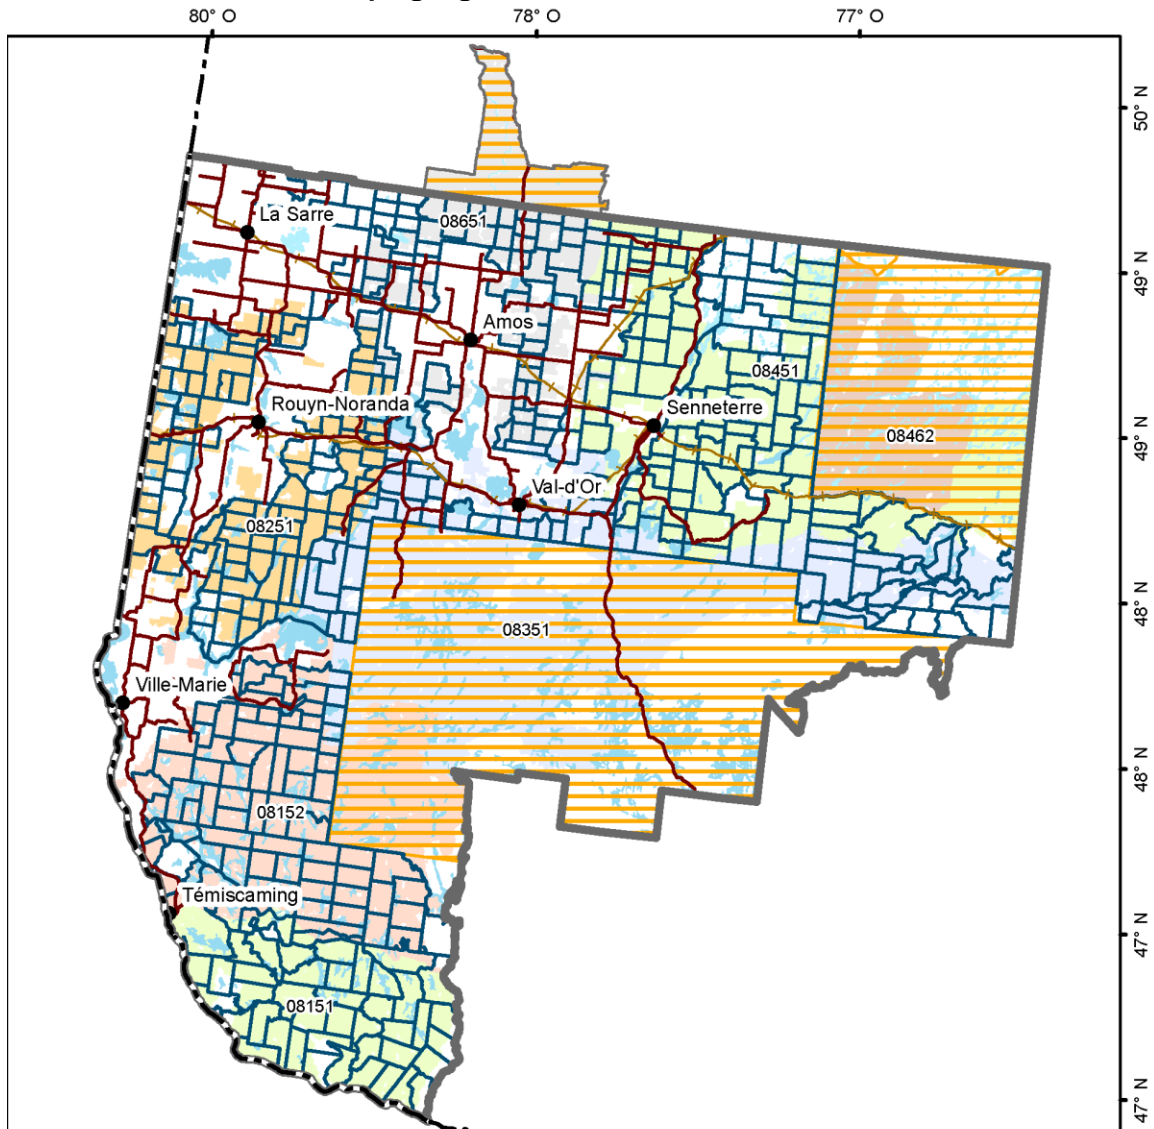 80° O
78° O
77° O
50° N
La Sarre
08651
49° N
Amos
08451
Rouyn-Noranda
Senneterre
08462
49° N
Val-d'Or
08251
48° N
08351
Ville-Marie
48° N
08152
Témiscaming
47° N
08151
47° N